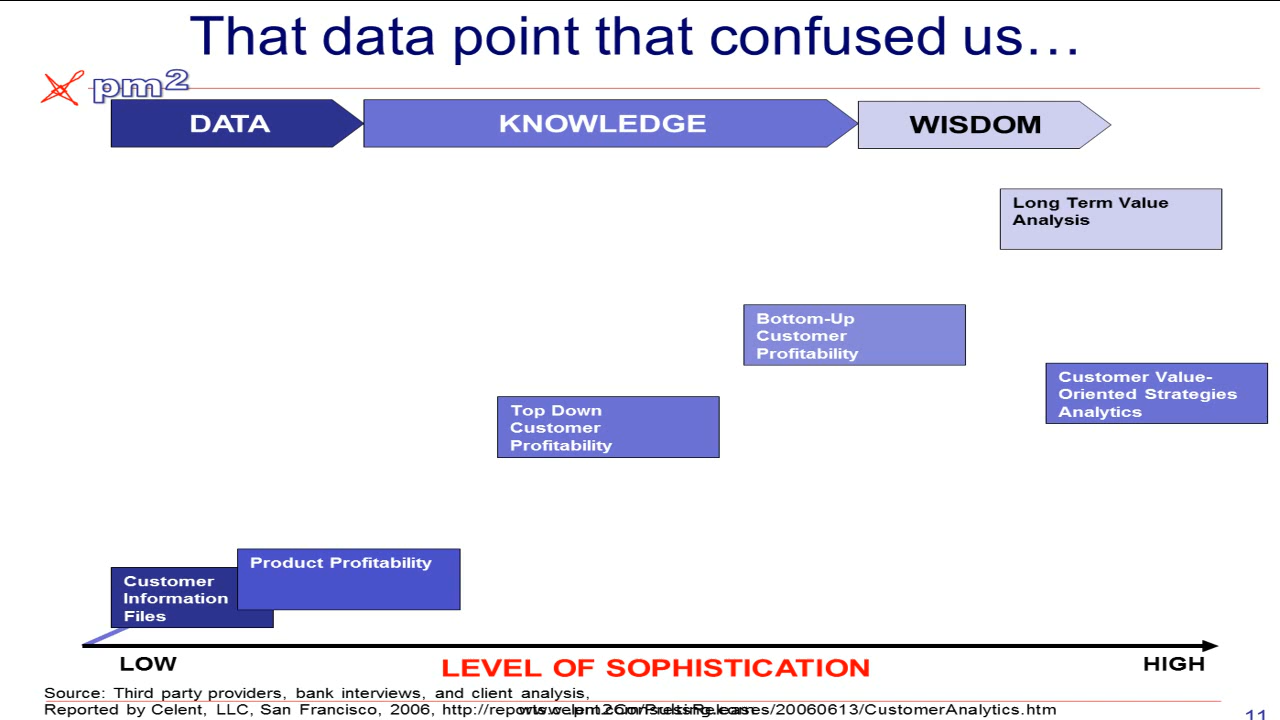 That data point that confused us…
pm2
DATA
KNOWLEDGE
WISDOM
Long Term Value
Analysis
Bottom-Up
Customer
Profitability
Customer Value-
Oriented Strategies
Analytics
Top Down
Customer
Profitability
Product Profitability
Customer
Information
Files
LOW
LEVEL OF SOPHISTICATION
HIGH
Source: Third party providers, bank interviews, and client analysis,
Reported by Celent, LLC, San Francisco, 2006,
11